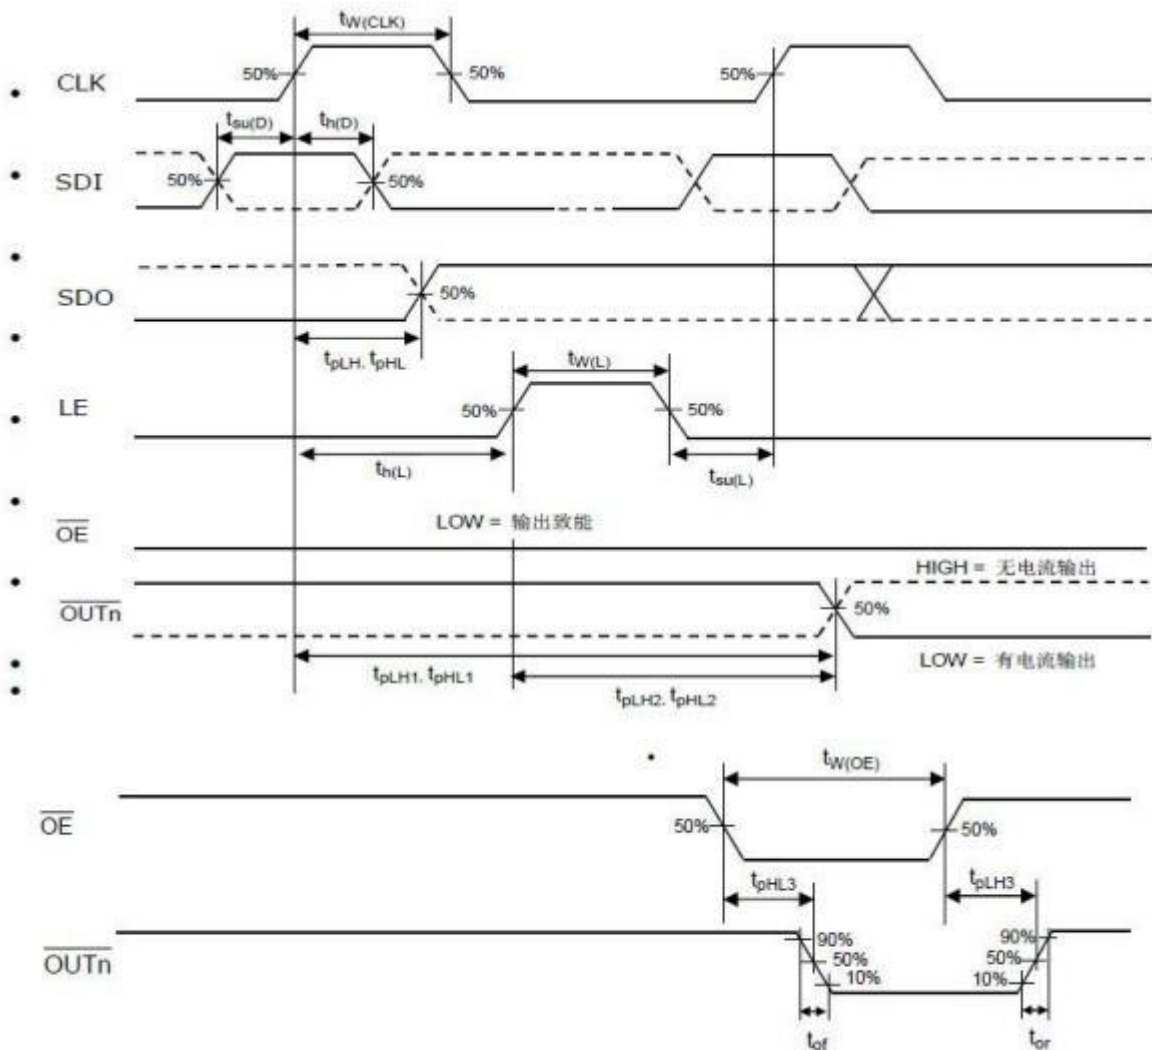 tW(CLK)
CLK
50%
50%
50%
tsu(D)
th(D)
SDI
50%
50%
SDO
50%
tpLH. tpHL
tW(L)
LE
50%
50%
th(L)
tsu(L)
LOW = 输出致能
OE
HIGH = 无电流输出
OUTn
50%
LOW = 有电流输出
tpLH1. tpHL1
tpLH2. tpHL2
tW(OE)
OE
50%
50%
tpHL3
tpLH3
OUTn
90%
50%
10%
90%
50%
10%
tof
tor